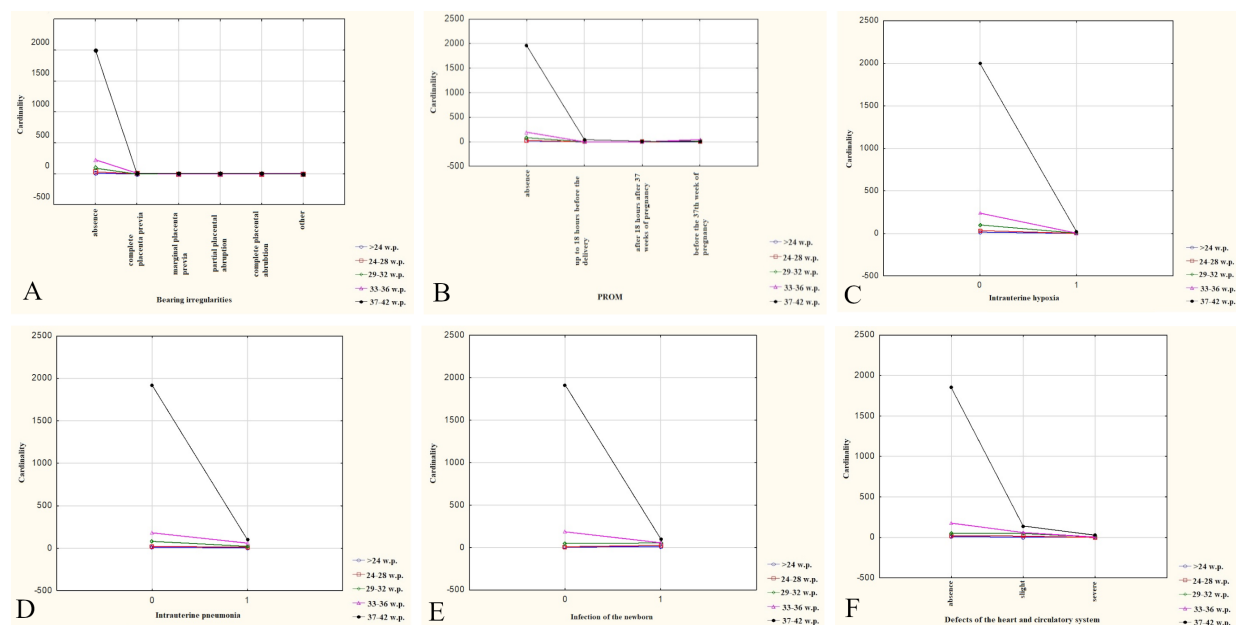 2000
1500
1000
500
0
-500
Cardinality
absence
complete
placenta previa
marginal placenta
previa
partial placental
abruption
complete placental
abrubtion
other
Bearing irregularities
>24 w.p.
24-28 w.p.
29-32 w.p.
33-36 w.p.
37-42 w.p.
A
2500
2000
1500
1000
500
0
-500
Cardinality
absence
up to 18 hours before the
delivery
after 18 hours after 37
weeks of pregnancy
before the 37th week of
pregnancy
PROM
>24 w.p.
24-28 w.p.
29-32 w.p.
33-36 w.p.
37-42 w.p.
B
2500
2000
1500
1000
500
0
-500
Cardinality
0 1
Intrauterine hypoxia
>24 w.p.
24-28 w.p.
29-32 w.p.
33-36 w.p.
37-42 w.p.
C
2500
2000
1500
1000
500
0
-500
Cardinality
0 1
Intrauterine pneumonia
>24 w.p.
24-28 w.p.
29-32 w.p.
33-36 w.p.
37-42 w.p.
D
2500
2000
1500
1000
500
0
-500
Cardinality
0 1
Infection of the newborn
>24 w.p.
24-28 w.p.
29-32 w.p.
33-36 w.p.
37-42 w.p.
E
2500
2000
1500
1000
500
0
-500
Cardinality
absence
slight
severe
Defects of the heart and circulatory system
>24 w.p.
24-28 w.p.
29-32 w.p.
33-36 w.p.
37-42 w.p.
F